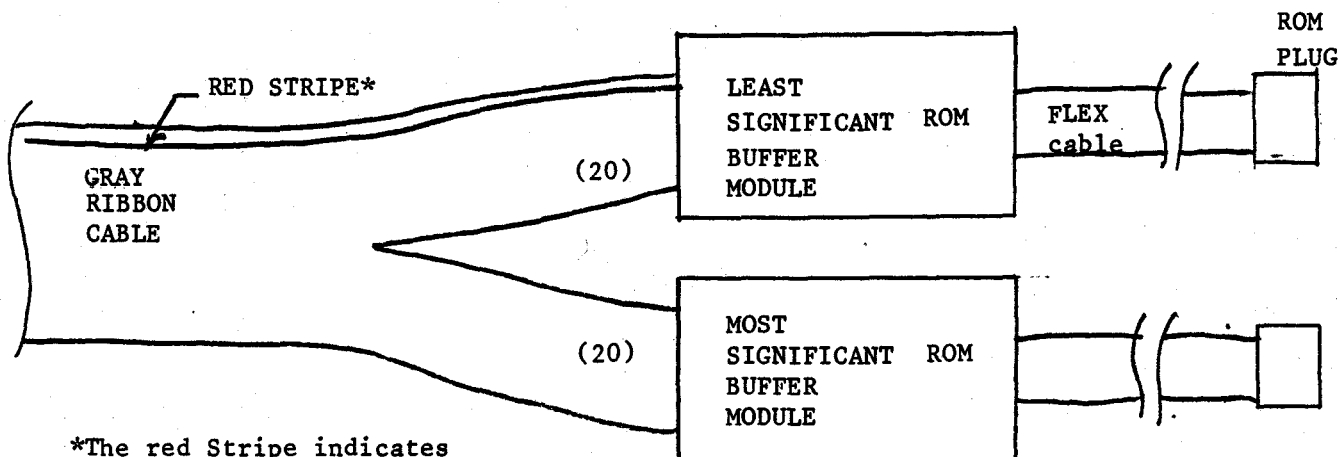 ROM
PLUG
RED STRIPE*
GRAY
RIBBON
CABLE
(20)
LEAST
SIGNIFICANT ROM
BUFFER
MODULE
FLEX
cable
(20)
MOST
SIGNIFICANT ROM
BUFFER
MODULE
*The red Stripe indicates